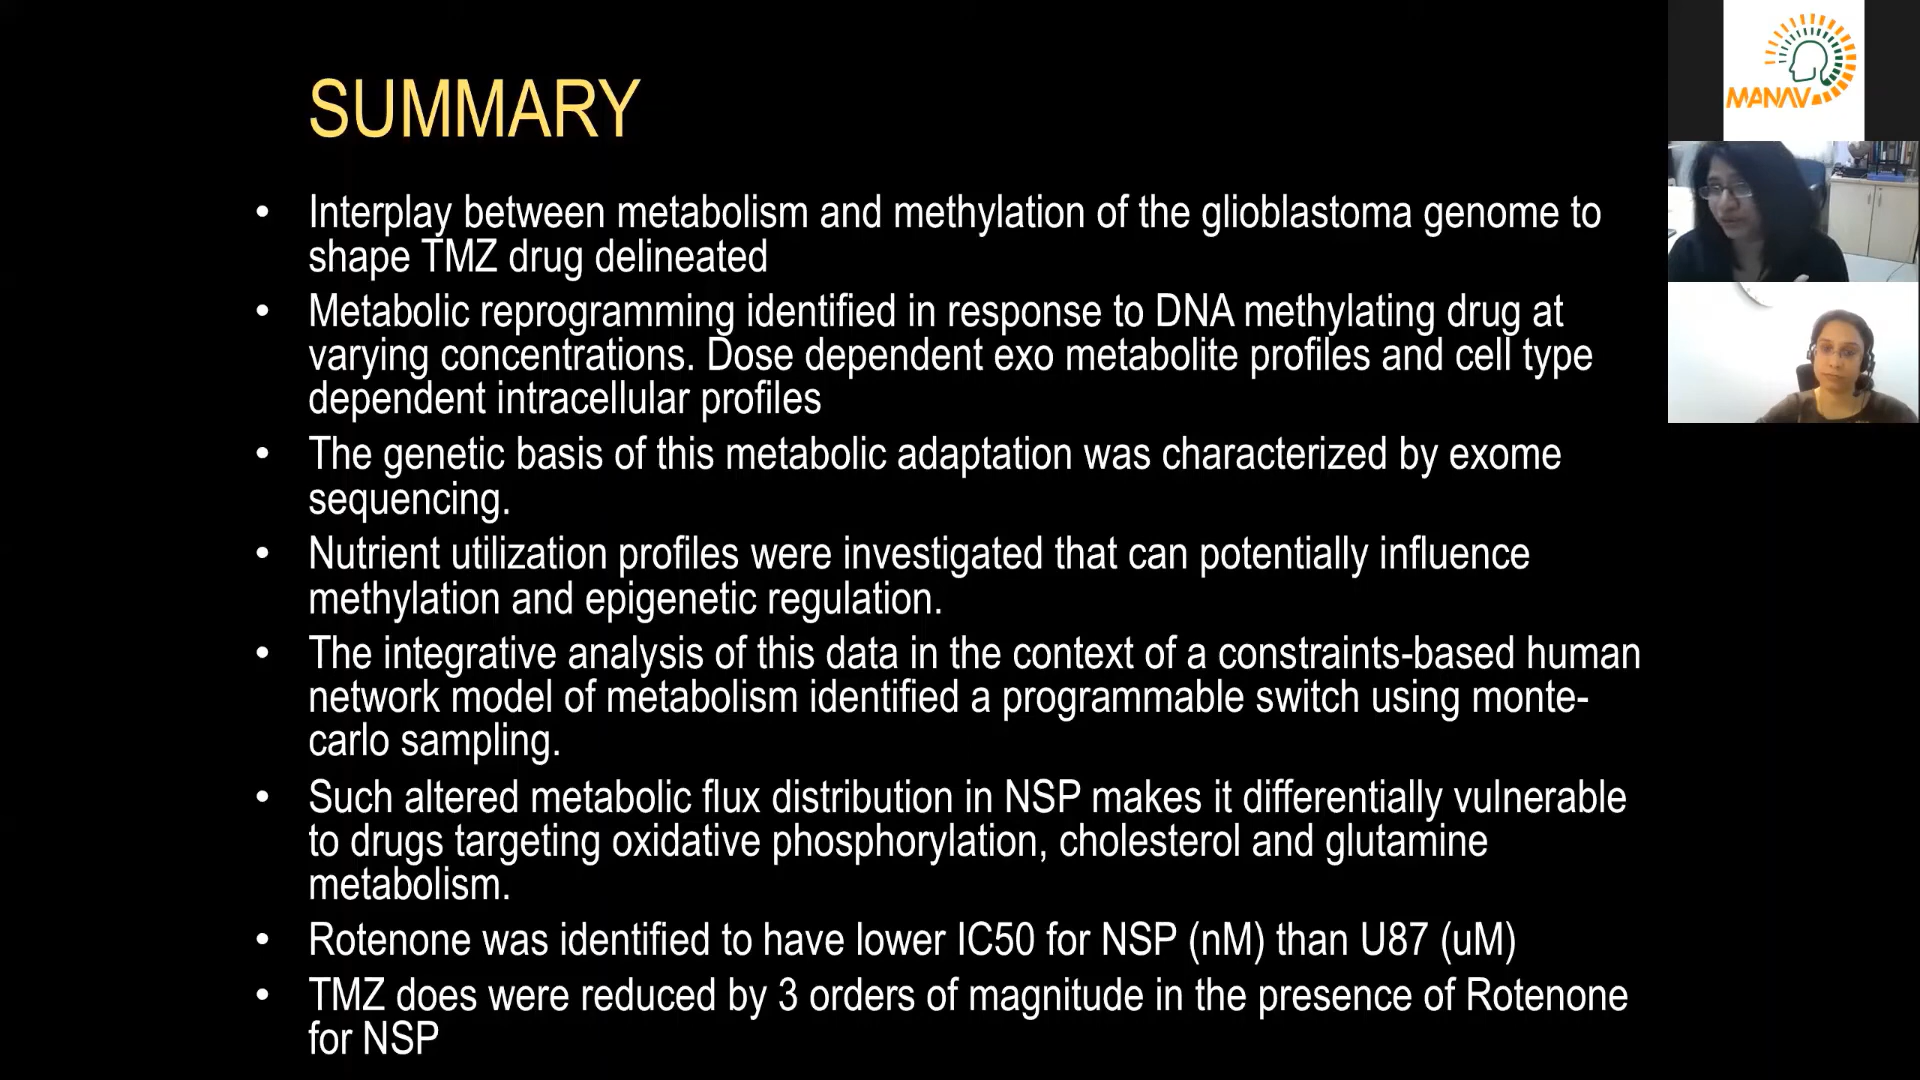 SUMMARY
• Interplay between metabolism and methylation of the glioblastoma genome to
shape TMZ drug delineated
• Metabolic reprogramming identified in response to DNA methylating drug at
varying concentrations. Dose dependent exo metabolite profiles and cell type
dependent intracellular profiles
• The genetic basis of this metabolic adaptation was characterized by exome
sequencing.
• Nutrient utilization profiles were investigated that can potentially influence
methylation and epigenetic regulation.
• The integrative analysis of this data in the context of a constraints-based human
network model of metabolism identified a programmable switch using monte-
carlo sampling.
• Such altered metabolic flux distribution in NSP makes it differentially vulnerable
to drugs targeting oxidative phosphorylation, cholesterol and glutamine
metabolism.
• Rotenone was identified to have lower IC50 for NSP (nM) than U87 (uM)
• TMZ does were reduced by 3 orders of magnitude in the presence of Rotenone
for NSP
MANAV